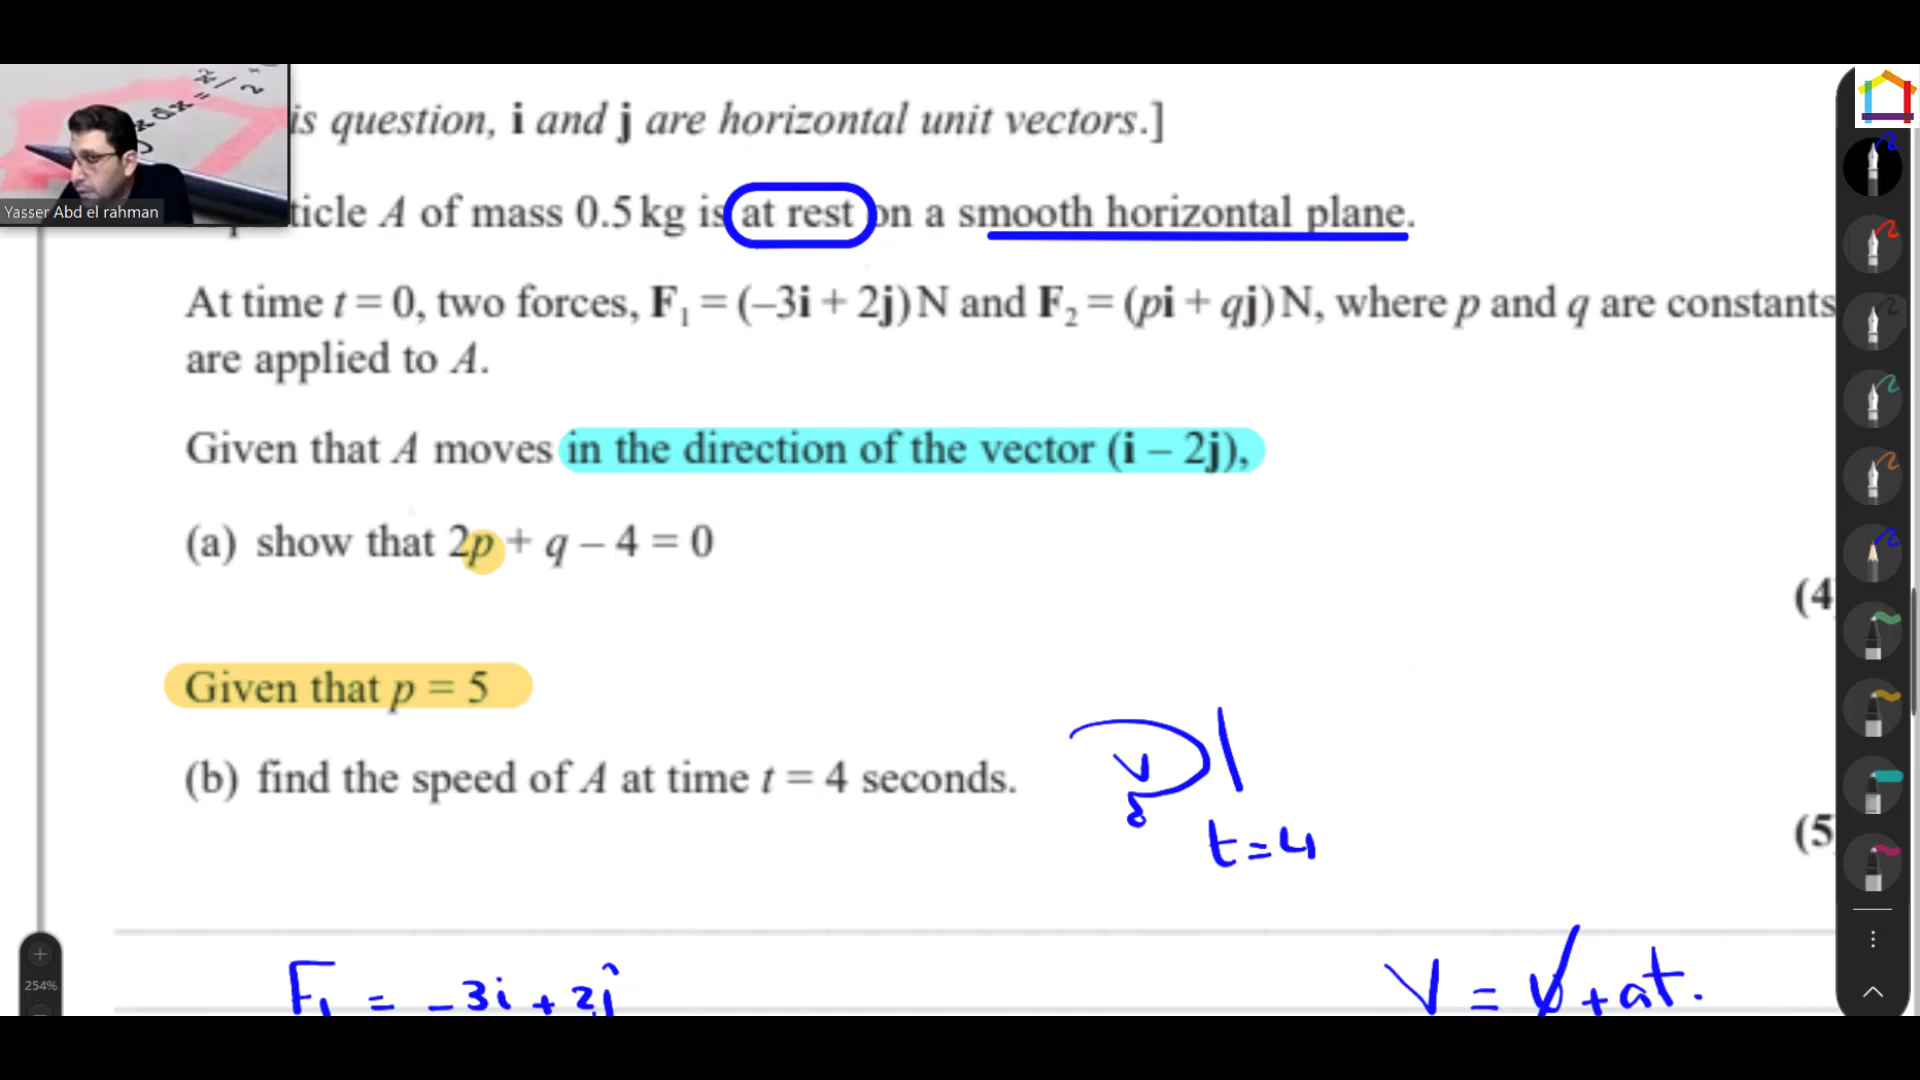 is question, i and j are horizontal unit vectors.]
ticle A of mass 0.5 kg is at rest on a smooth horizontal plane.
Yasser Abd el rahman
At time t = 0, two forces, F₁ = (–3i + 2j) N and F₂ = (pi + qj) N, where p and q are constants
are applied to A.
Given that A moves in the direction of the vector (i – 2j),
(a) show that 2p + q – 4 = 0
(4
Given that p = 5
(b) find the speed of A at time t = 4 seconds.
V
t = 4
(5
254%
F₁ = -3i + 2j
V = u + at.